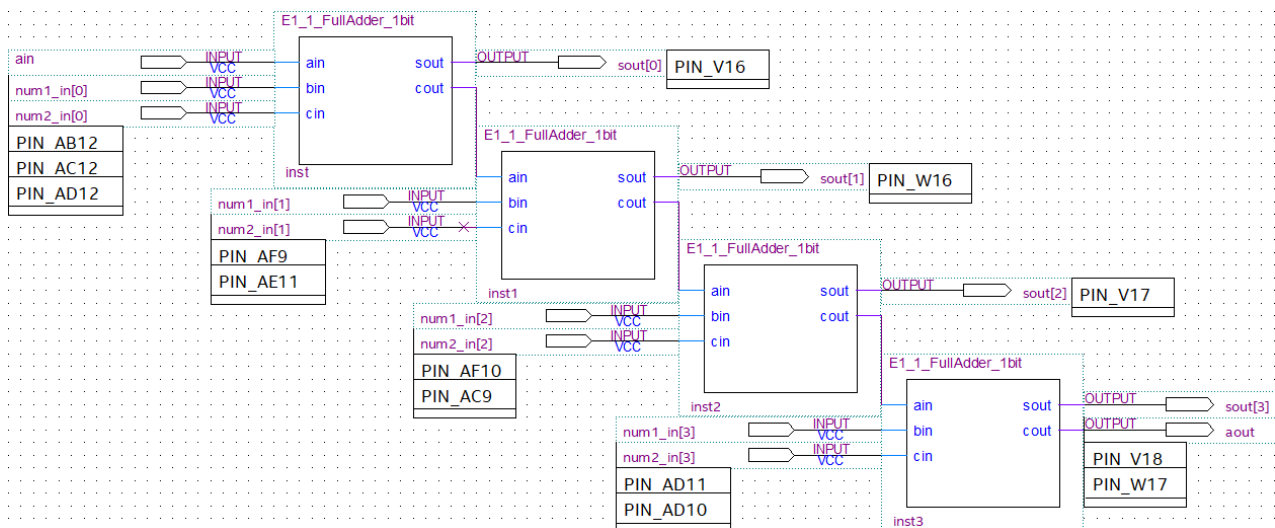 E1_1_FullAdder_1bit
ain
INPUT
VCC
num1_in[0]
INPUT
VCC
num2_in[0]
INPUT
VCC
PIN_AB12
PIN_AC12
PIN_AD12
ain
bin
cin
sout
cout
inst
OUTPUT
sout[0]
PIN_V16
E1_1_FullAdder_1bit
num1_in[1]
INPUT
VCC
num2_in[1]
INPUT
VCC
PIN_AF9
PIN_AE11
ain
bin
cin
sout
cout
inst1
OUTPUT
sout[1]
PIN_W16
E1_1_FullAdder_1bit
num1_in[2]
INPUT
VCC
num2_in[2]
INPUT
VCC
PIN_AF10
PIN_AC9
ain
bin
cin
sout
cout
inst2
OUTPUT
sout[2]
PIN_V17
E1_1_FullAdder_1bit
num1_in[3]
INPUT
VCC
num2_in[3]
INPUT
VCC
PIN_AD11
PIN_AD10
ain
bin
cin
sout
cout
inst3
OUTPUT
sout[3]
OUTPUT
aout
PIN_V18
PIN_W17